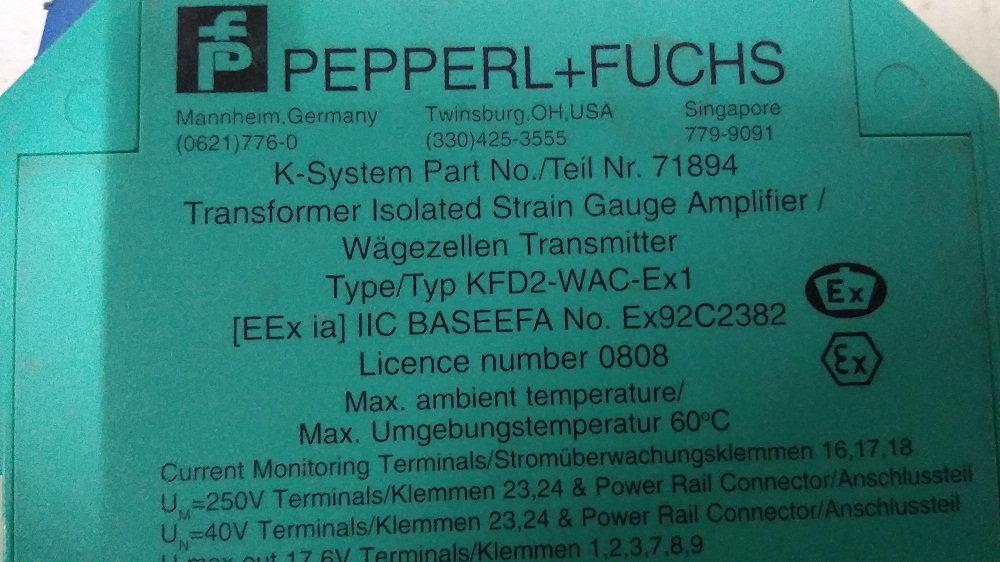 fp
PEPPERL+FUCHS
Mannheim,Germany Twinsburg,OH,USA Singapore
(0621)776-0 (330)425-3555 779-9091
K-System Part No./Teil Nr. 71894
Transformer Isolated Strain Gauge Amplifier /
Wägezellen Transmitter
Type/Typ KFD2-WAC-Ex1
Ex
[EEx ia] IIC BASEEFA No. Ex92C2382
Licence number 0808
Ex
Max. ambient temperature/
Max. Umgebungstemperatur 60°C
Current Monitoring Terminals/Stromüberwachungsklemmen 16,17,18
UM=250V Terminals/Klemmen 23,24 & Power Rail Connector/Anschlussteil
UN=40V Terminals/Klemmen 23,24 & Power Rail Connector/Anschlussteil
U max out 17,6V Terminals/Klemmen 1,2,3,7,8,9